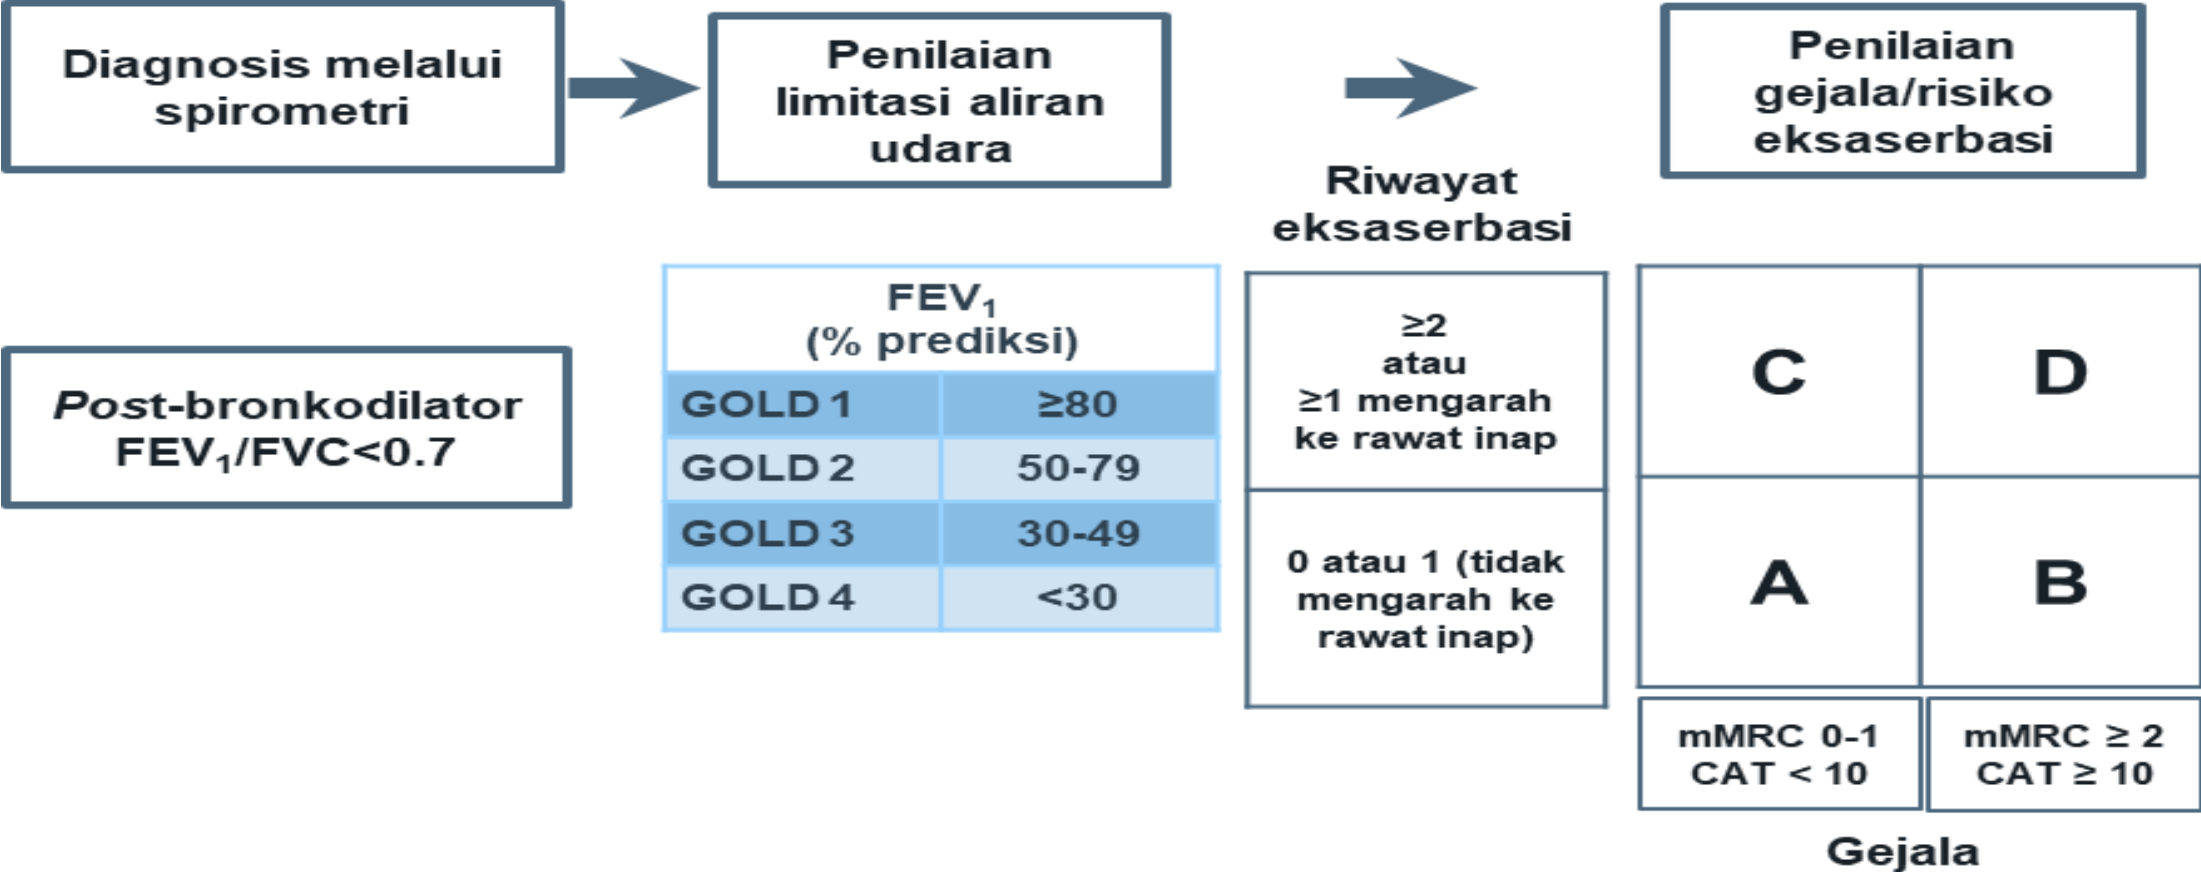 Diagnosis melalui
spirometri
Penilaian
limitasi aliran
udara
Penilaian
gejala/risiko
eksaserbasi
Riwayat
eksaserbasi
Post-bronkodilator
FEV₁/FVC<0.7
FEV₁
(% prediksi)
GOLD 1 ≥80
GOLD 2 50-79
GOLD 3 30-49
GOLD 4 <30
≥2
atau
≥1 mengarah
ke rawat inap
0 atau 1 (tidak
mengarah ke
rawat inap)
C D
A B
mMRC 0-1
CAT < 10
mMRC ≥ 2
CAT ≥ 10
Gejala